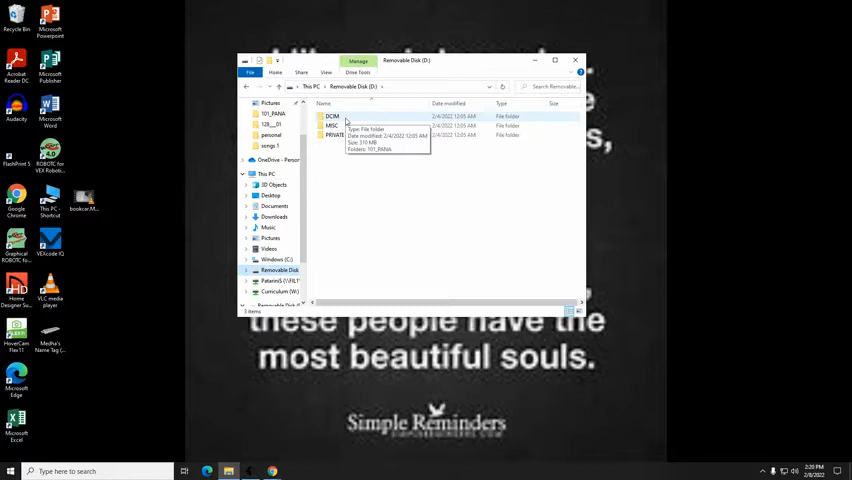 Recycle Bin
Microsoft Powerpoint
Acrobat Reader DC
Microsoft Publisher
Audacity
Microsoft Word
FlashPrint 5
ROBOTC for VEX Robotics 4.0
Google Chrome
This PC - Shortcut
bookcar.M...
Graphical ROBOTC for ...
VEXcode IQ
Home Designer Su...
VLC media player
HoverCam Flex11
Medha's Name Tag (...
Microsoft Edge
Microsoft Excel
Manage
Removable Disk (D:)
File
Home
Share
View
Drive Tools
This PC
Removable Disk (D:)
Search Removable...
Name
Date modified
Type
Size
DCIM
2/4/2022 12:05 AM
File folder
MISC
2/4/2022 12:05 AM
File folder
PRIVATE
2/4/2022 12:05 AM
File folder
Type: File folder
Date modified: 2/4/2022 12:05 AM
Size: 310 MB
Folders: 101_PANA
Pictures
101_PANA
128__01
personal
songs 1
OneDrive - Person
This PC
3D Objects
Desktop
Documents
Downloads
Music
Pictures
Videos
Windows (C:)
Removable Disk
Curriculum (W:)
3 items
these people have the
most beautiful souls.
Simple Reminders
SIMPLEREMINDERS.COM
Type here to search
2:20 PM
2/8/2022